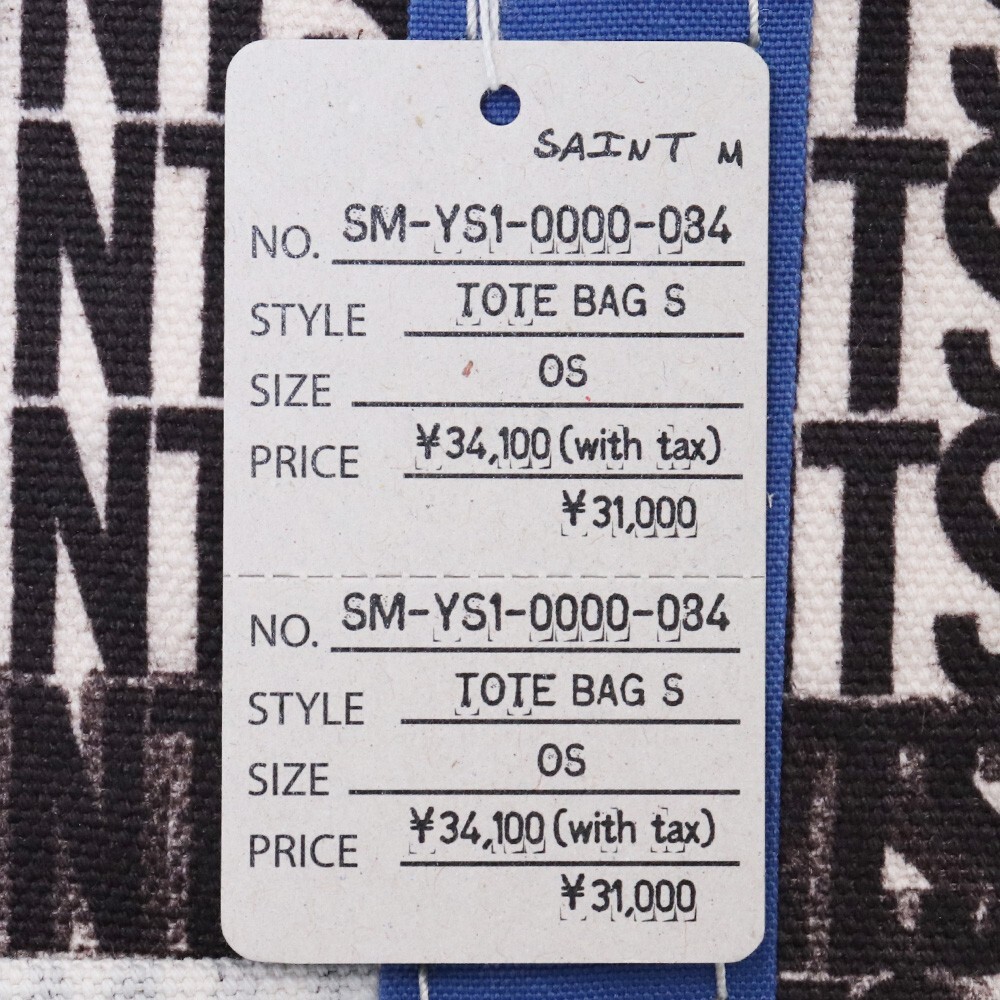 SAINT M
NO. SM-YS1-0000-034
STYLE TOTE BAG S
SIZE OS
PRICE ¥34,100 (with tax)
¥31,000
NO. SM-YS1-0000-034
STYLE TOTE BAG S
SIZE OS
PRICE ¥34,100 (with tax)
¥31,000